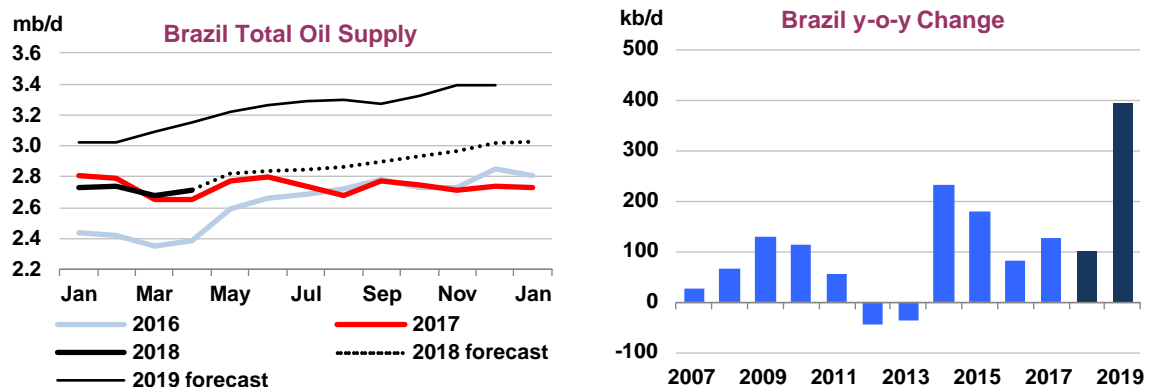 mb/d
Brazil Total Oil Supply
3.6
3.4
3.2
3.0
2.8
2.6
2.4
2.2
Jan Mar May Jul Sep Nov Jan
2016 2017
2018 2018 forecast
2019 forecast
kb/d
Brazil y-o-y Change
500
400
300
200
100
0
-100
2007 2009 2011 2013 2015 2017 2019